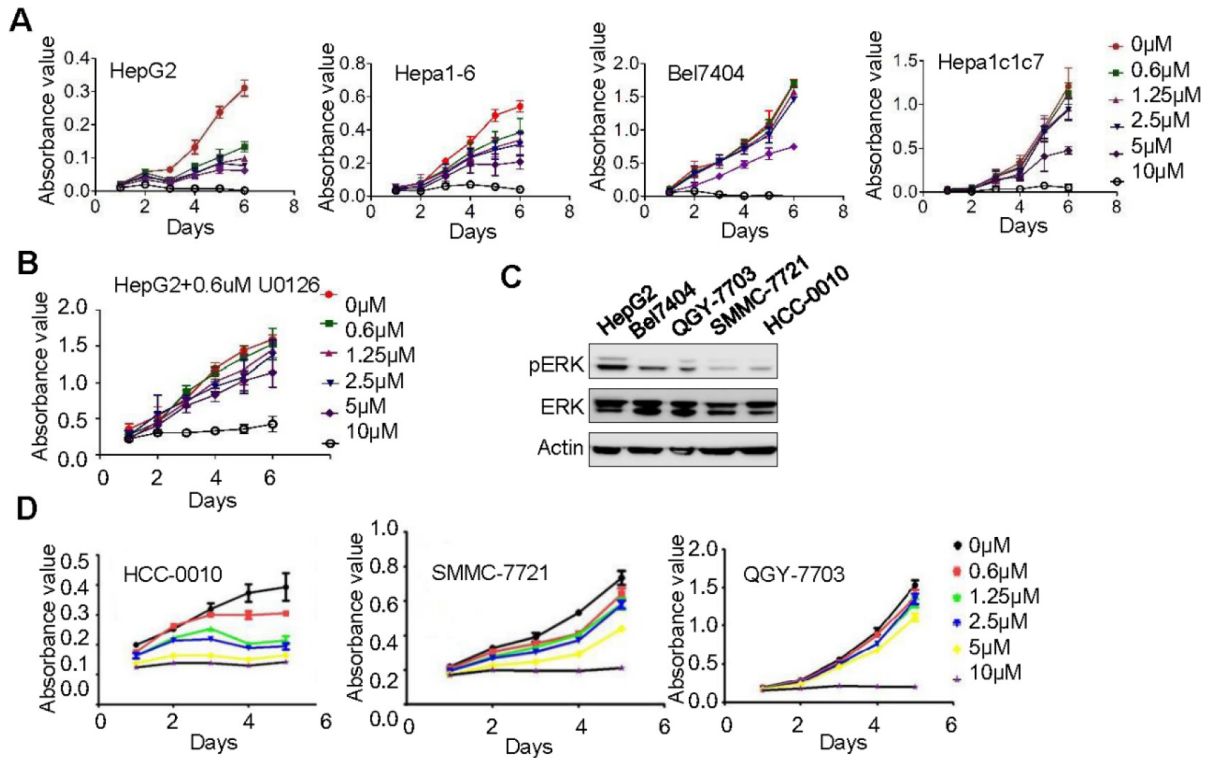 A
HepG2
Absorbance value
0.4
0.3
0.2
0.1
0.0
0 2 4 6 8
Days
Hepa1-6
Absorbance value
0.8
0.6
0.4
0.2
0.0
0 2 4 6 8
Days
Bel7404
Absorbance value
2.0
1.5
1.0
0.5
0.0
0 2 4 6 8
Days
Hepa1c1c7
Absorbance value
1.5
1.0
0.5
0.0
0 2 4 6 8
Days
0μM
0.6μM
1.25μM
2.5μM
5μM
10μM
B
HepG2+0.6uM U0126
Absorbance value
2.0
1.5
1.0
0.5
0.0
0 2 4 6
Days
0μM
0.6μM
1.25μM
2.5μM
5μM
10μM
C
HepG2
Bel7404
QGY-7703
SMMC-7721
HCC-0010
pERK
ERK
Actin
D
HCC-0010
Absorbance value
0.5
0.4
0.3
0.2
0.1
0.0
0 2 4 6
Days
SMMC-7721
Absorbance value
1.0
0.8
0.6
0.4
0.2
0.0
0 2 4 6
Days
QGY-7703
Absorbance value
2.0
1.5
1.0
0.5
0.0
0 2 4 6
Days
0μM
0.6μM
1.25μM
2.5μM
5μM
10μM